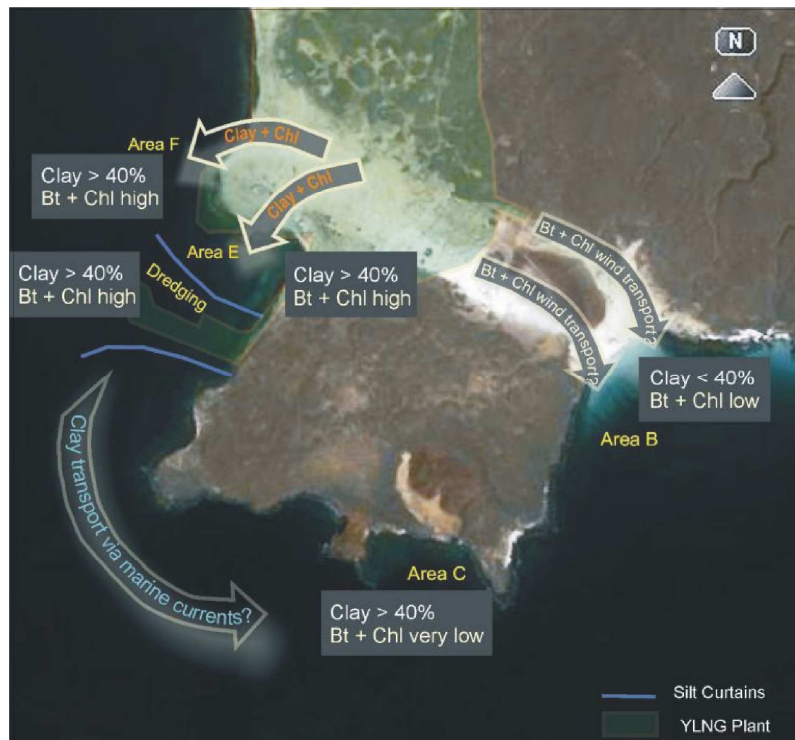 N
Area F
Clay + Chl
Clay > 40%
Bt + Chl high
Clay + Chl
Area E
Clay > 40%
Bt + Chl high
Dredging
Clay > 40%
Bt + Chl high
Bt + Chl wind transport?
Bt + Chl wind transport?
Clay < 40%
Bt + Chl low
Area B
Clay transport via marine currents?
Area C
Clay > 40%
Bt + Chl very low
Silt Curtains
YLNG Plant